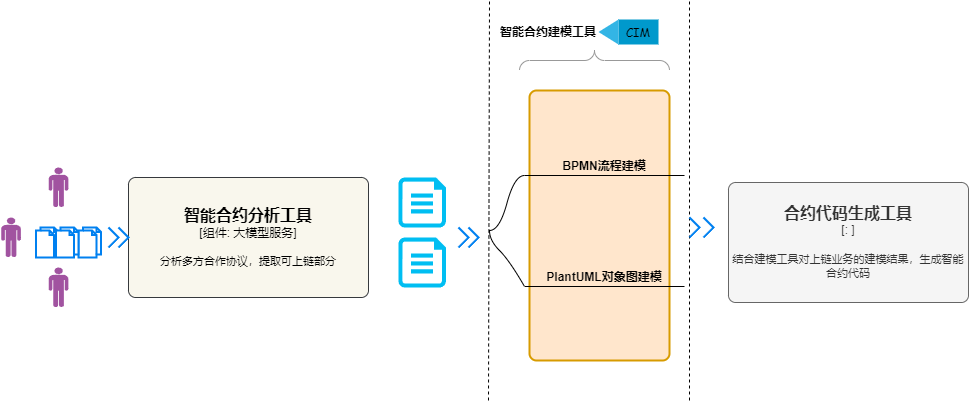 智能合约建模工具
CIM
BPMN流程建模
智能合约分析工具
[组件: 大模型服务]
分析多方合作协议，提取可上链部分
合约代码生成工具
[: ]
结合建模工具对上链业务的建模结果，生成智能
合约代码
PlantUML对象图建模